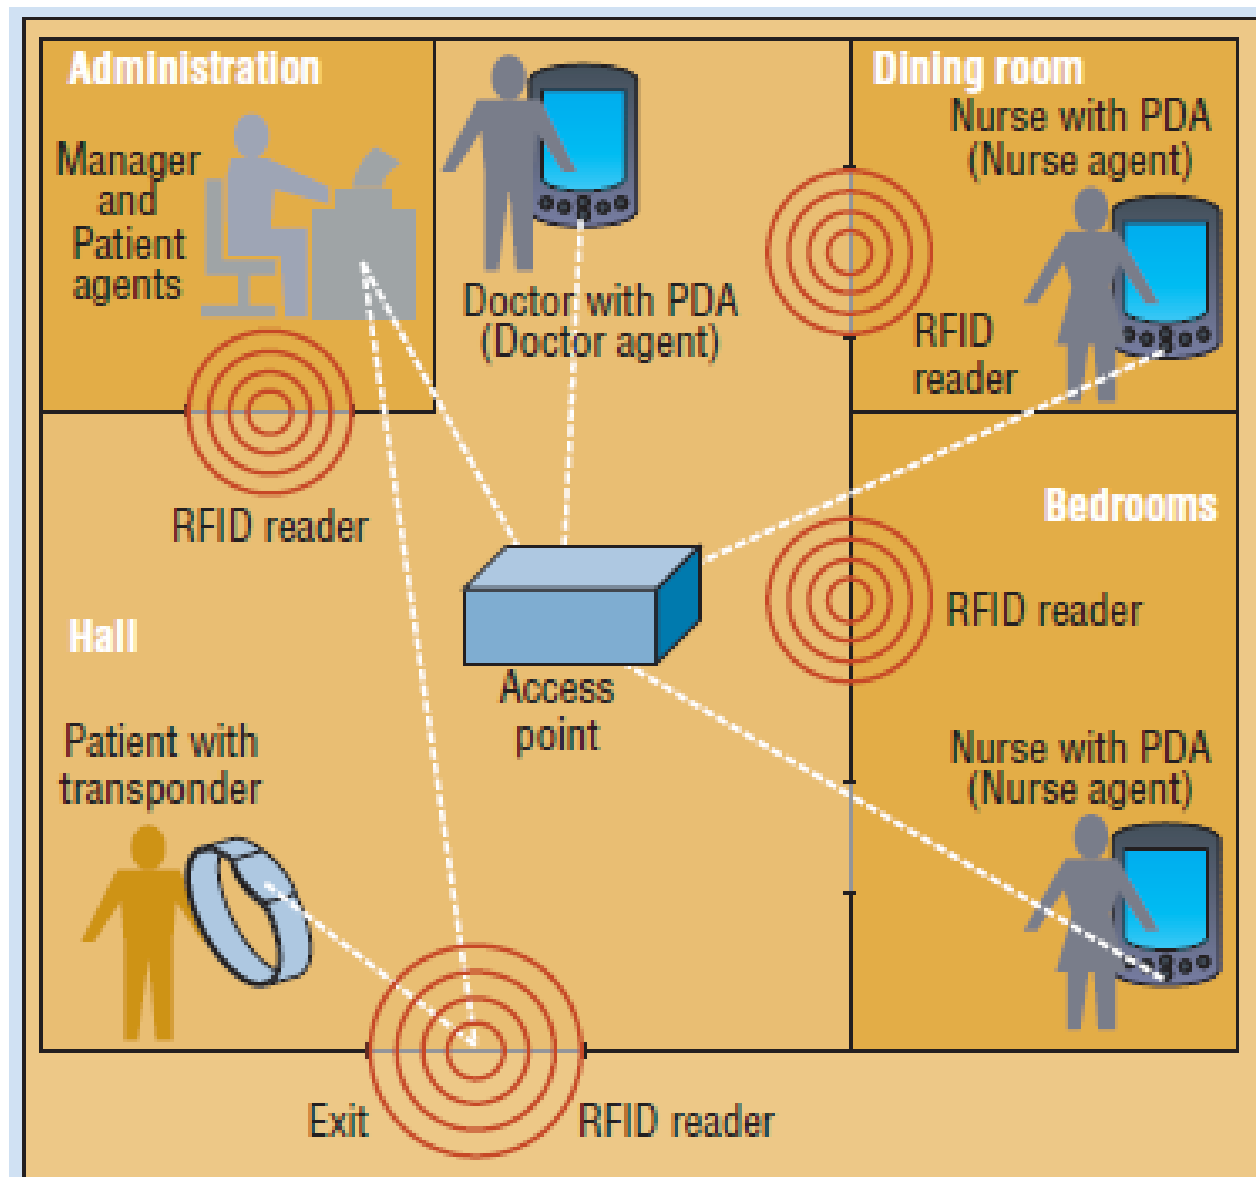 Administration
Manager
and
Patient
agents
RFID reader
Doctor with PDA
(Doctor agent)
Dining room
Nurse with PDA
(Nurse agent)
RFID
reader
Bedrooms
RFID reader
Hall
Access
point
Patient with
transponder
Nurse with PDA
(Nurse agent)
Exit
RFID reader